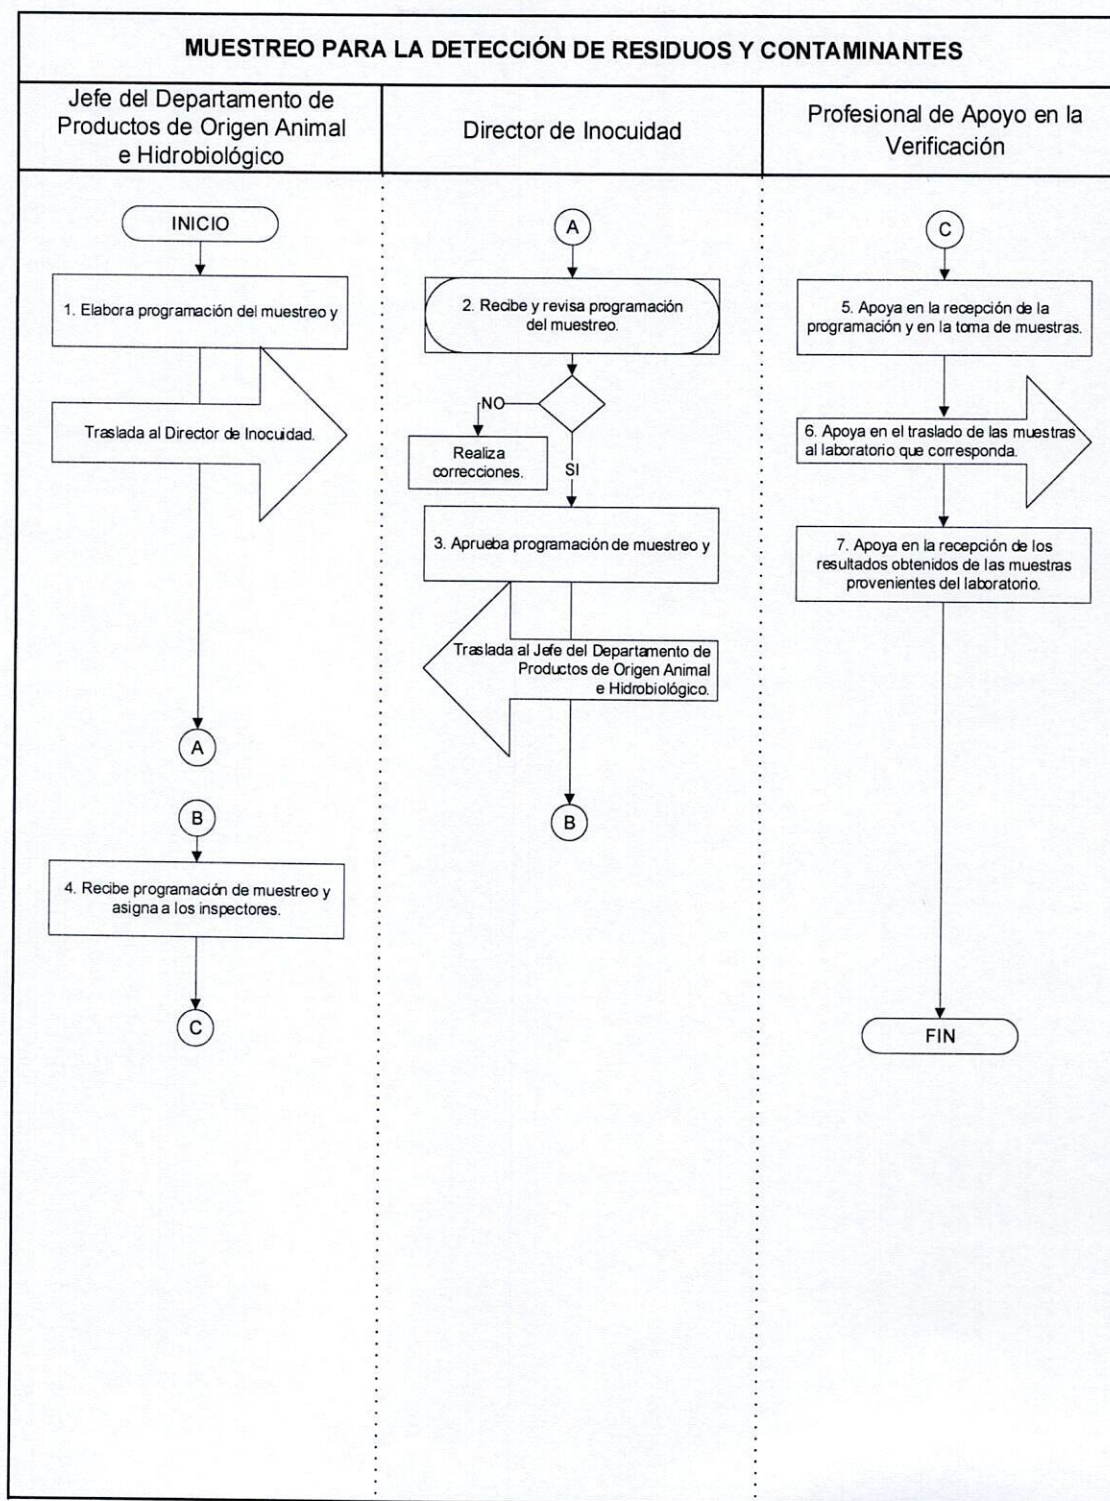 MUESTREO PARA LA DETECCIÓN DE RESIDUOS Y CONTAMINANTES
Jefe del Departamento de
Productos de Origen Animal
e Hidrobiológico
Director de Inocuidad
Profesional de Apoyo en la
Verificación
INICIO
1. Elabora programación del muestreo y
Traslada al Director de Inocuidad.
A
B
4. Recibe programación de muestreo y
asigna a los inspectores.
C
A
2. Recibe y revisa programación
del muestreo.
NO
Realiza
correcciones.
SI
3. Aprueba programación de muestreo y
Traslada al Jefe del Departamento de
Productos de Origen Animal
e Hidrobiológico.
B
C
5. Apoya en la recepción de la
programación y en la toma de muestras.
6. Apoya en el traslado de las muestras
al laboratorio que corresponda.
7. Apoya en la recepción de los
resultados obtenidos de las muestras
provenientes del laboratorio.
FIN